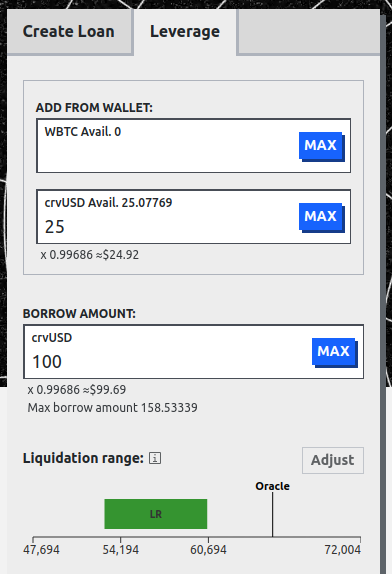 Create Loan Leverage
ADD FROM WALLET:
WBTC Avail. 0
MAX
crvUSD Avail. 25.07769
25
MAX
x 0.99686 ≈$24.92
BORROW AMOUNT:
crvUSD
100
MAX
x 0.99686 ≈$99.69
Max borrow amount 158.53339
Liquidation range: i
Adjust
Oracle
LR
47,694 54,194 60,694 72,004